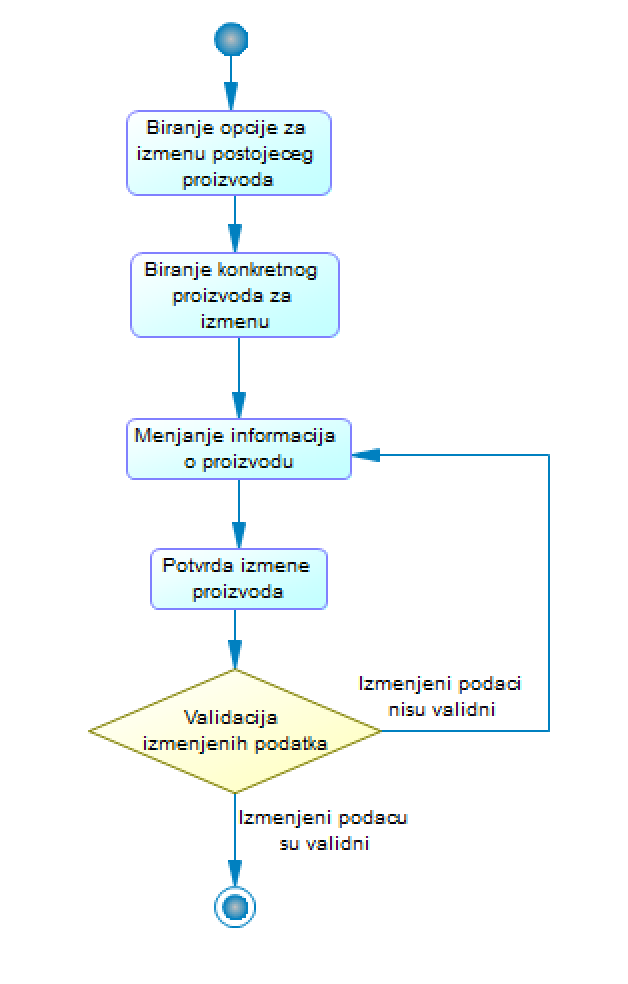 Biranje opcije za
izmenu postojeceg
proizvoda
Biranje konkretnog
proizvoda za
izmenu
Menjanje informacija
o proizvodu
Potvrda izmene
proizvoda
Izmenjeni podaci
nisu validni
Validacija
izmenjenih podatka
Izmenjeni podacu
su validni